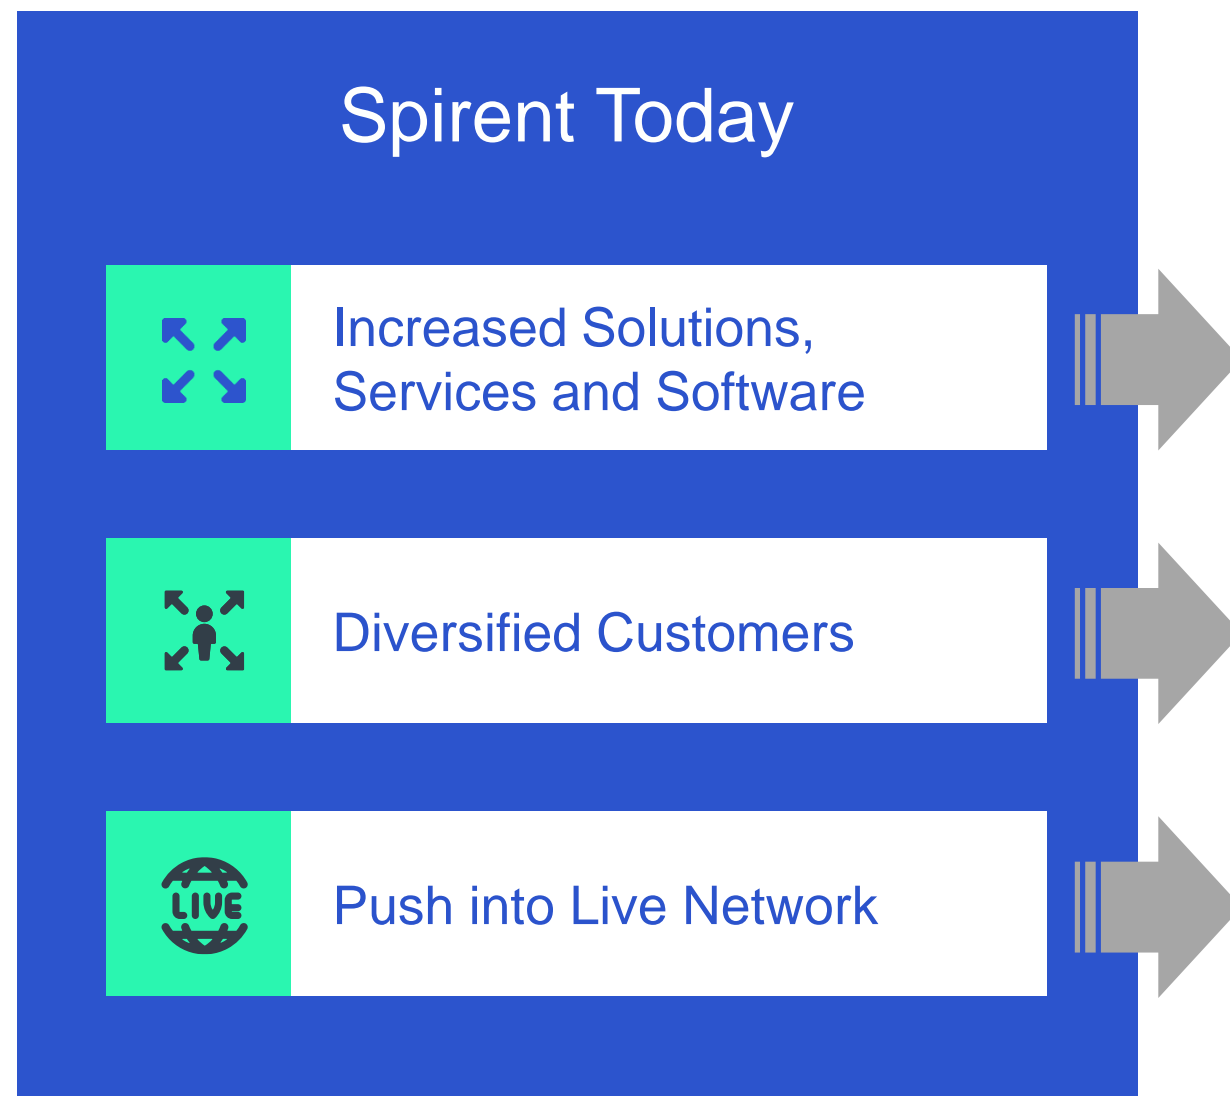 Spirent Today
Increased Solutions,
Services and Software
Diversified Customers
LIVE
Push into Live Network